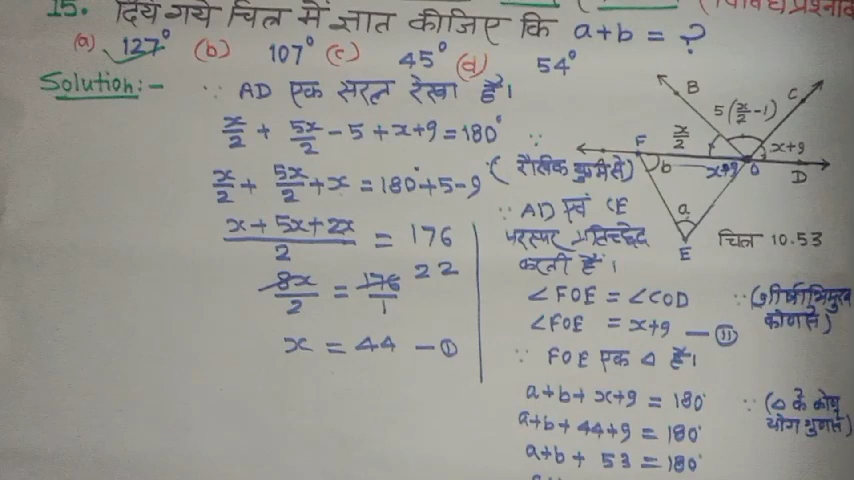 15. दिये गये चित्र में ज्ञात कीजिए कि a+b = ?
(a) 127° (b) 107° (c) 45° (d) 54°
Solution:- ∵ AD एक सरल रेखा है।
x/2 + 5x/2 - 5 + x+9 = 180° ∵
(रैखिक युग्म से)
x/2 + 5x/2 + x = 180°+5-9
x + 5x + 2x / 2 = 176
8x/2 = 176/1 22
x = 44 — ①
B
C
5(x/2 - 1)
F
x/2
x+9
b
x+9
O
D
a
E
चित्र 10.53
∵ AD एवं CE
परस्पर प्रतिच्छेद
करती हैं।
∠FOE = ∠COD ∵ (शीर्षाभिमुख
∠FOE = x+9 — ⑪ कोण से)
∵ FOE एक Δ है।
a+b+x+9 = 180° ∵ (Δ के कोण
a+b+44+9 = 180° योग गुण से)
a+b+ 53 = 180°